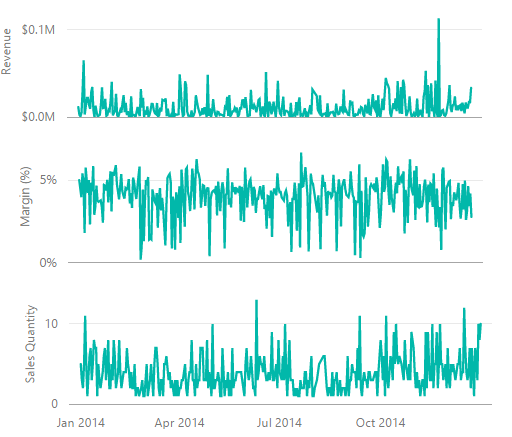 Revenue
$0.1M
$0.0M
Margin (%)
5%
0%
Sales Quantity
10
0
Jan 2014 Apr 2014 Jul 2014 Oct 2014